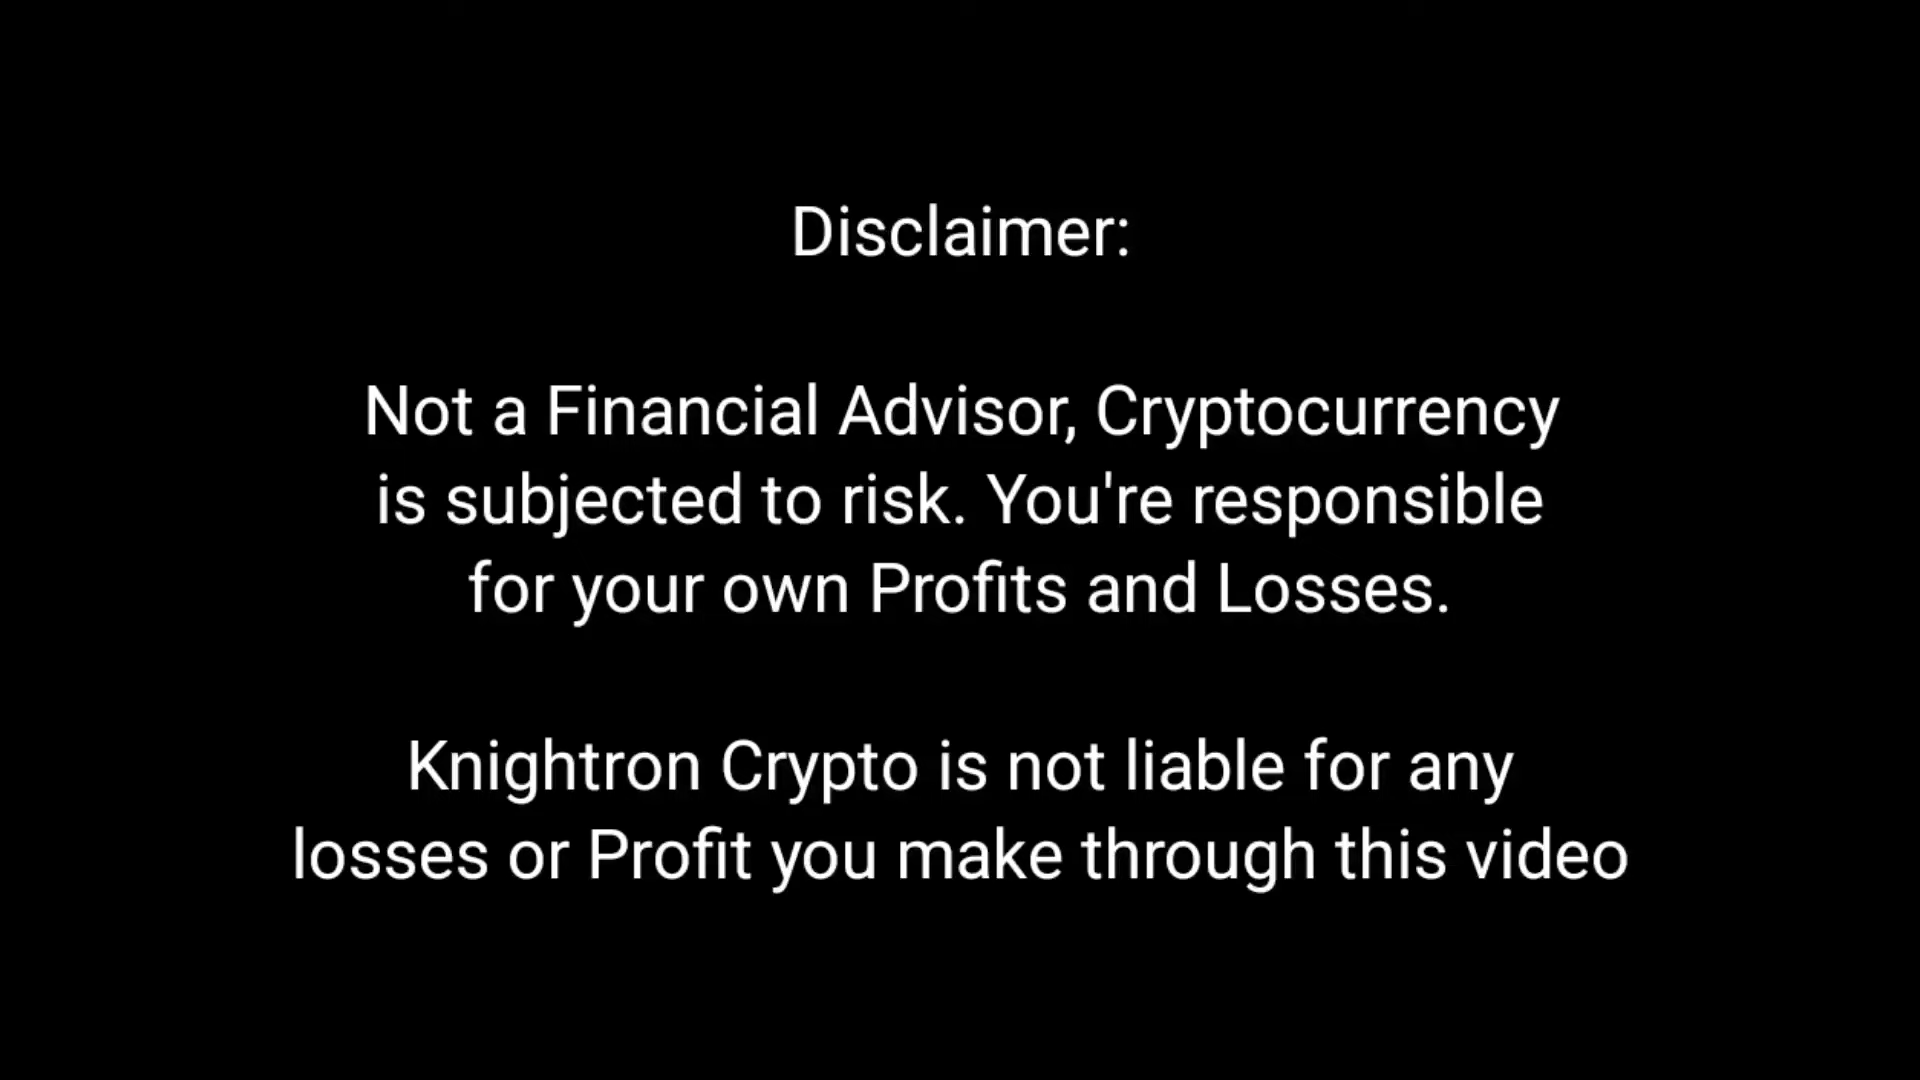 Disclaimer:
Not a Financial Advisor, Cryptocurrency
is subjected to risk. You're responsible
for your own Profits and Losses.
Knightron Crypto is not liable for any
losses or Profit you make through this video